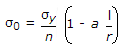 σ₀ = σy/n (1 - a l/r)